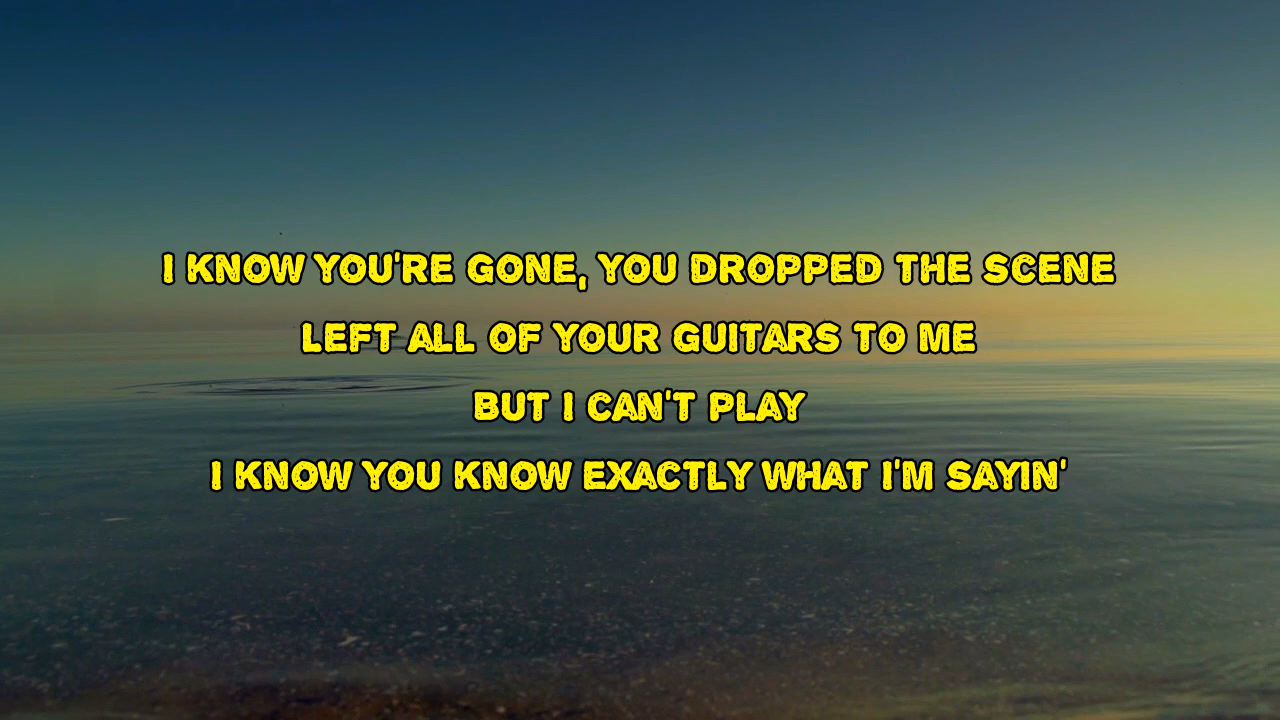 I KNOW YOU'RE GONE, YOU DROPPED THE SCENE
LEFT ALL OF YOUR GUITARS TO ME
BUT I CAN'T PLAY
I KNOW YOU KNOW EXACTLY WHAT I'M SAYIN'